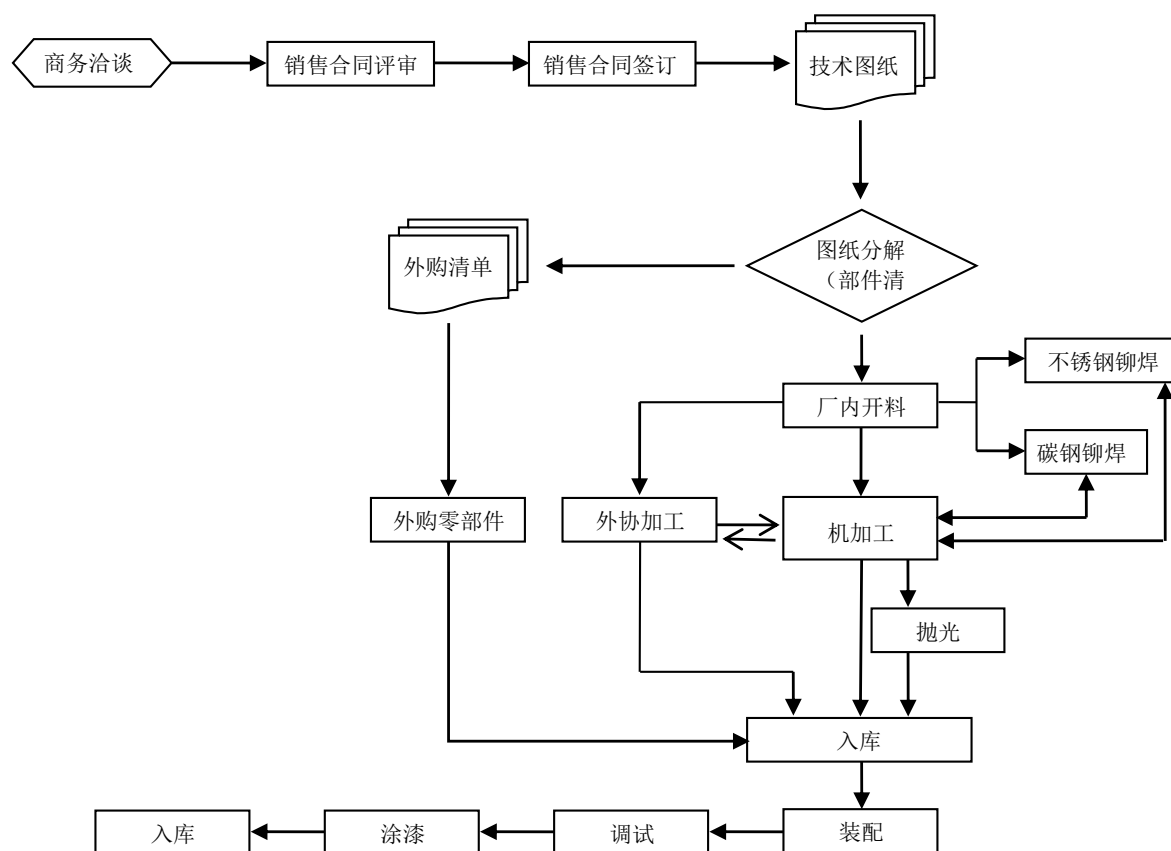 商务洽谈
销售合同评审
销售合同签订
技术图纸
外购清单
图纸分解
（部件清
不锈钢铆焊
厂内开料
碳钢铆焊
外购零部件
外协加工
机加工
抛光
入库
入库
涂漆
调试
装配